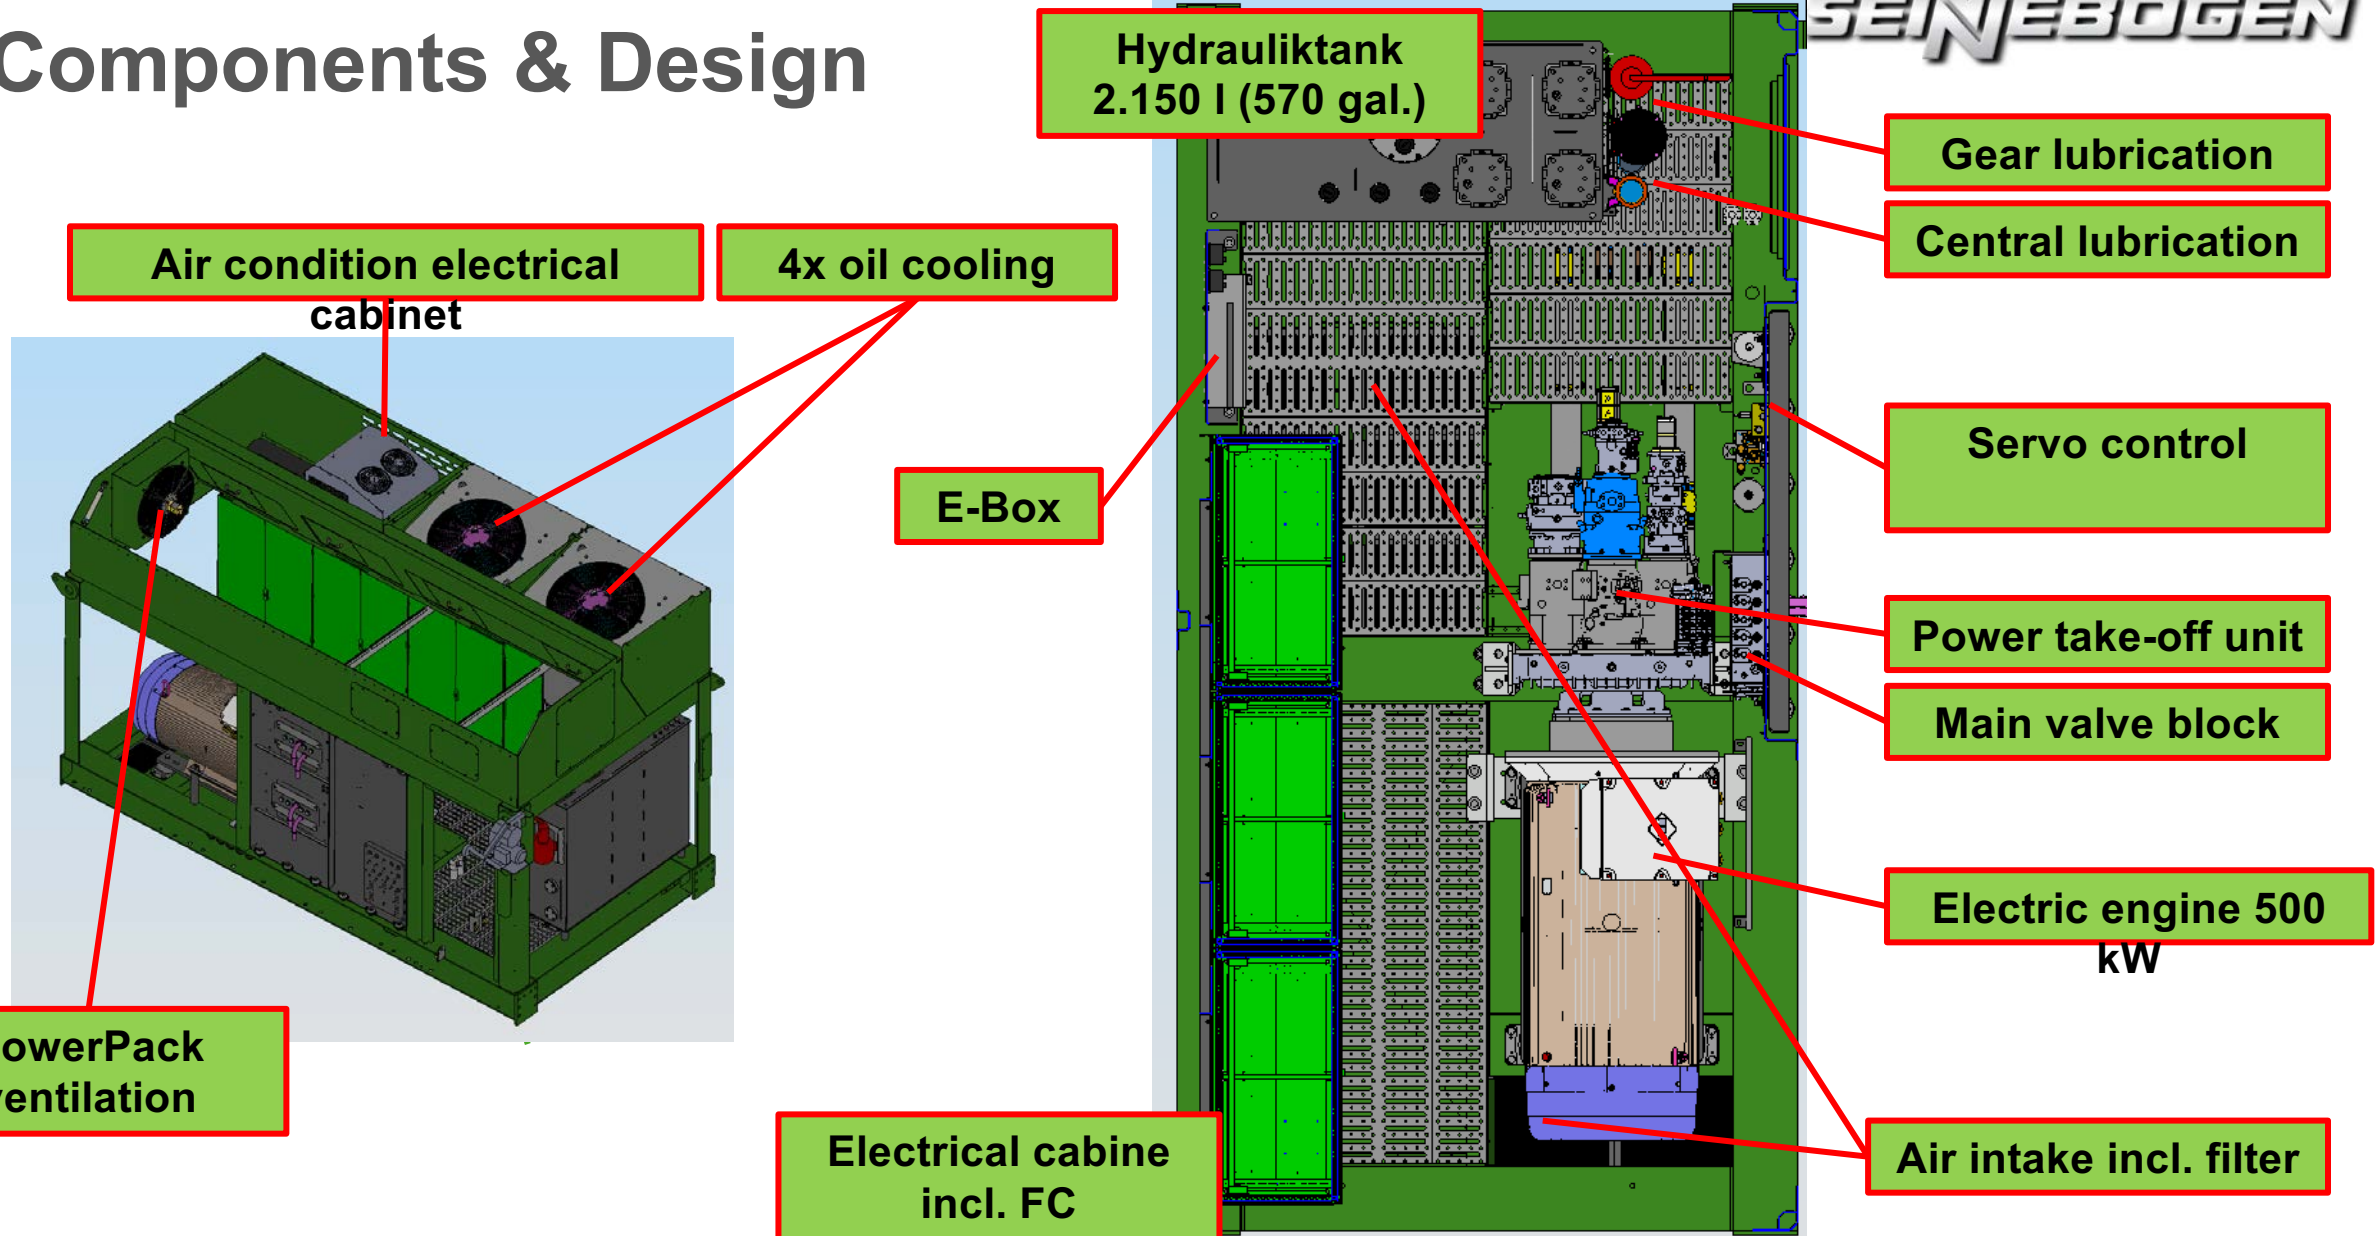 Components & Design
SENNEBOGEN
Hydrauliktank
2.150 l (570 gal.)
Gear lubrication
Central lubrication
Air condition electrical
cabinet
4x oil cooling
E-Box
Servo control
Power take-off unit
Main valve block
Electric engine 500
kW
owerPack
entilation
Electrical cabine
incl. FC
Air intake incl. filter